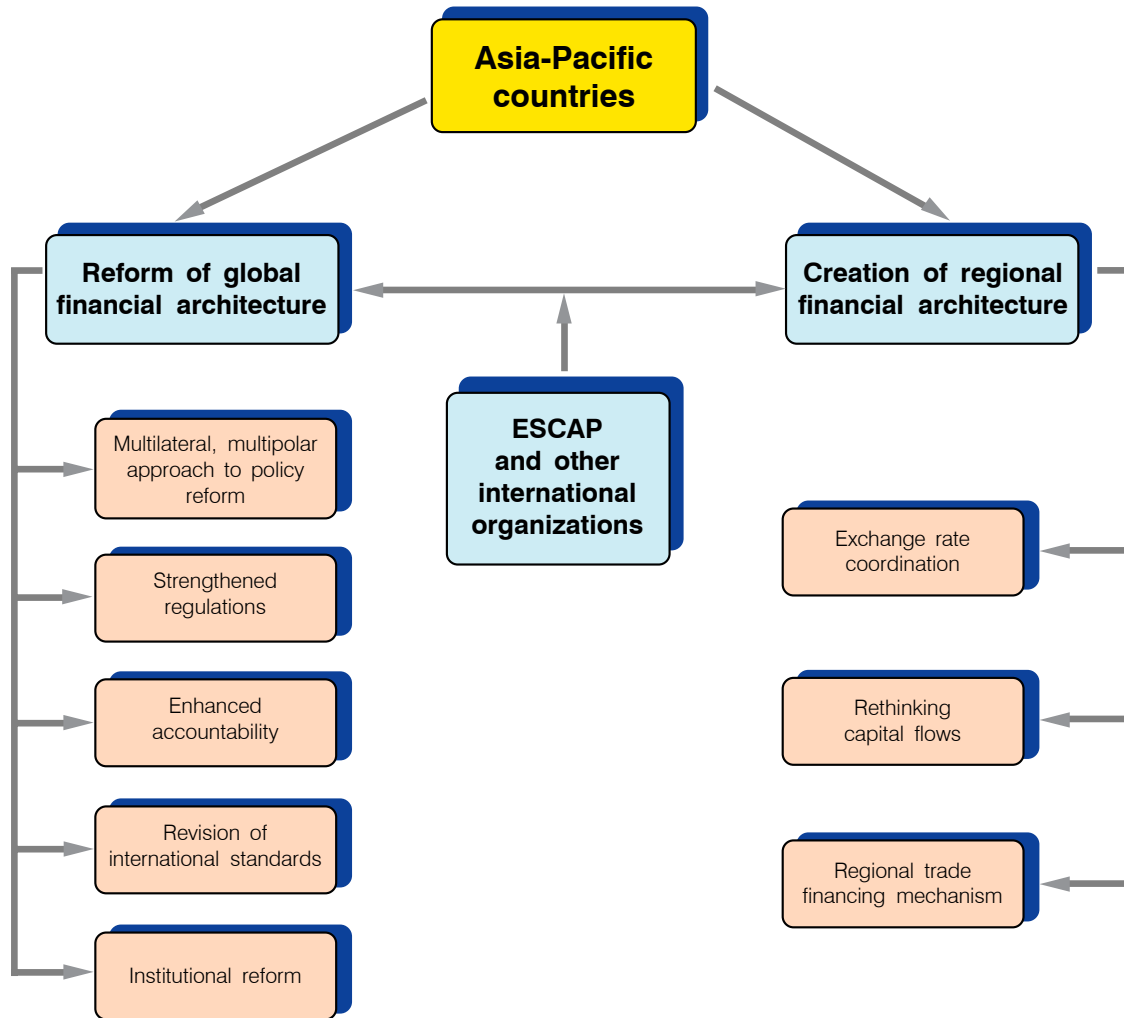 Asia-Pacific
countries
Reform of global
financial architecture
Creation of regional
financial architecture
ESCAP
and other
international
organizations
Multilateral, multipolar
approach to policy
reform
Strengthened
regulations
Enhanced
accountability
Revision of
international standards
Institutional reform
Exchange rate
coordination
Rethinking
capital flows
Regional trade
financing mechanism